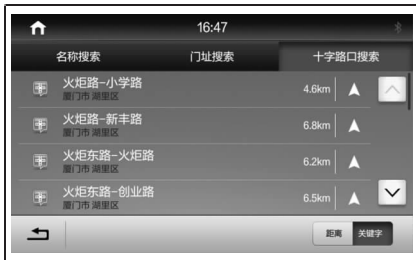 16:47
名称搜索 门址搜索 十字路口搜索
火炬路-小学路 4.6km
厦门市 湖里区
火炬路-新丰路 6.8km
厦门市 湖里区
火炬东路-火炬路 6.2km
厦门市 湖里区
火炬东路-创业路 6.5km
厦门市 湖里区
距离 关键字